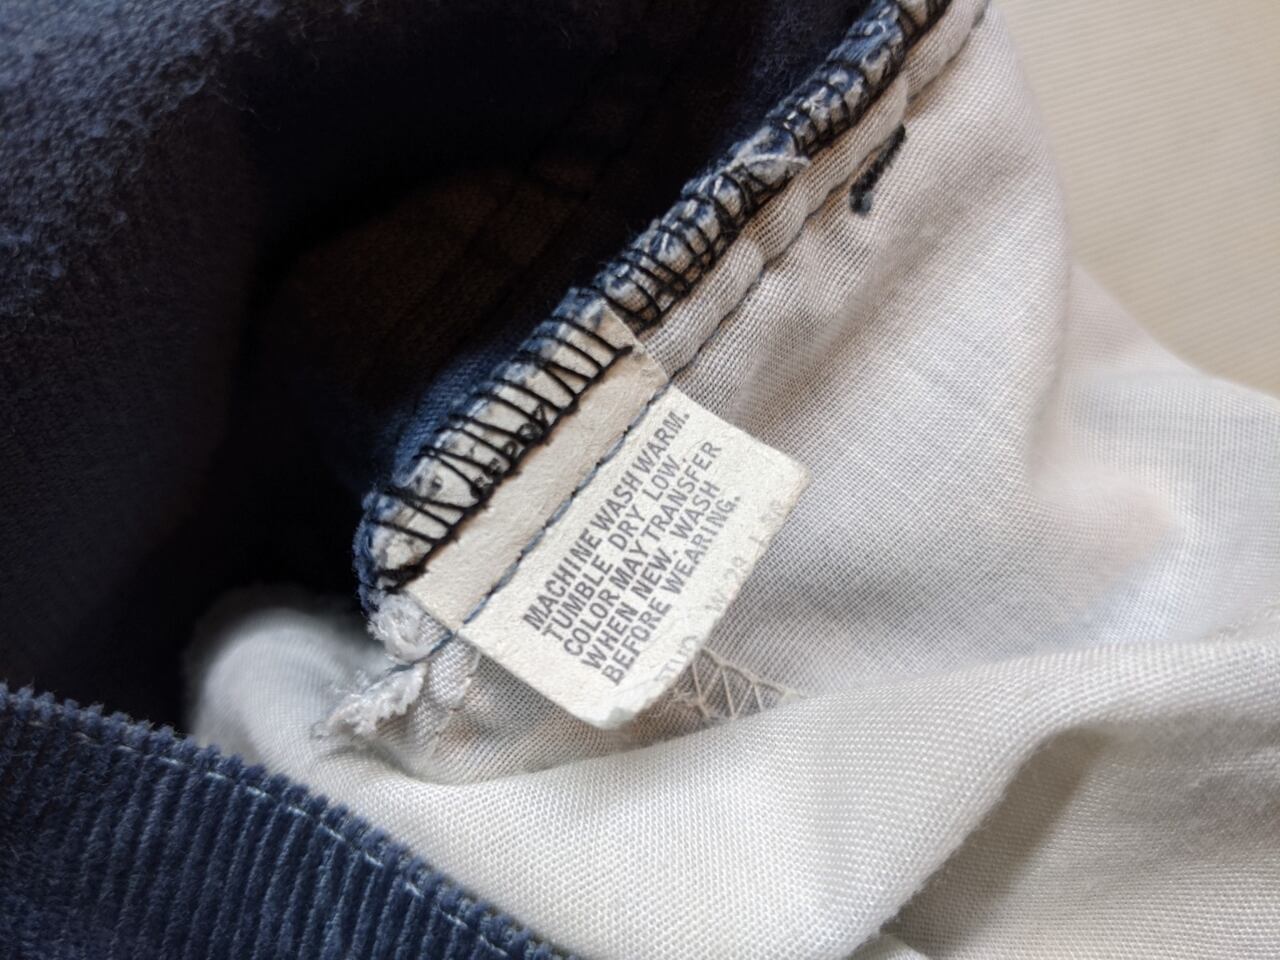 MACHINE WASH WARM.
TUMBLE DRY LOW.
COLOR MAY TRANSFER
WHEN NEW. WASH
BEFORE WEARING.